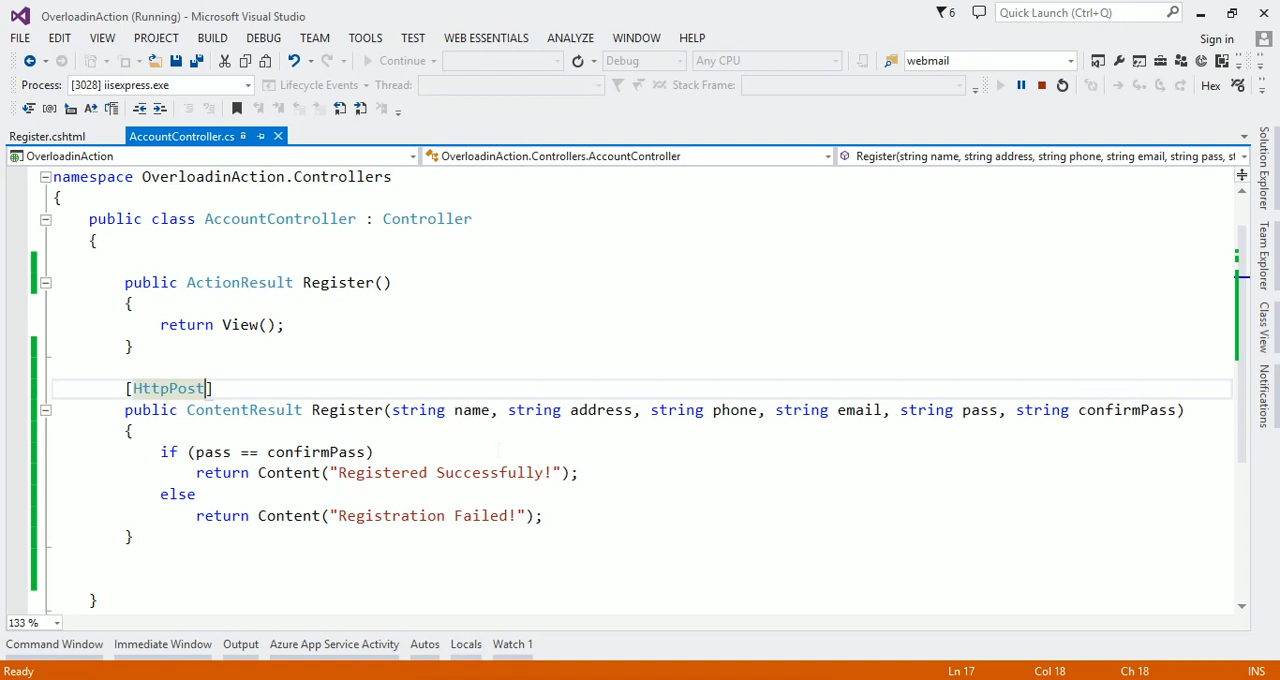 OverloadinAction (Running) - Microsoft Visual Studio
6
Quick Launch (Ctrl+Q)
FILE EDIT VIEW PROJECT BUILD DEBUG TEAM TOOLS TEST WEB ESSENTIALS ANALYZE WINDOW HELP
Sign in
Continue Debug Any CPU webmail
Process: [3028] iisexpress.exe Lifecycle Events Thread: Stack Frame: Hex
Register.cshtml AccountController.cs
OverloadinAction OverloadinAction.Controllers.AccountController Register(string name, string address, string phone, string email, string pass, st
namespace OverloadinAction.Controllers
{
public class AccountController : Controller
{
public ActionResult Register()
{
return View();
}
[HttpPost]
public ContentResult Register(string name, string address, string phone, string email, string pass, string confirmPass)
{
if (pass == confirmPass)
return Content("Registered Successfully!");
else
return Content("Registration Failed!");
}
}
133 %
Solution Explorer
Team Explorer
Class View
Notifications
Command Window Immediate Window Output Azure App Service Activity Autos Locals Watch 1
Ready Ln 17 Col 18 Ch 18 INS